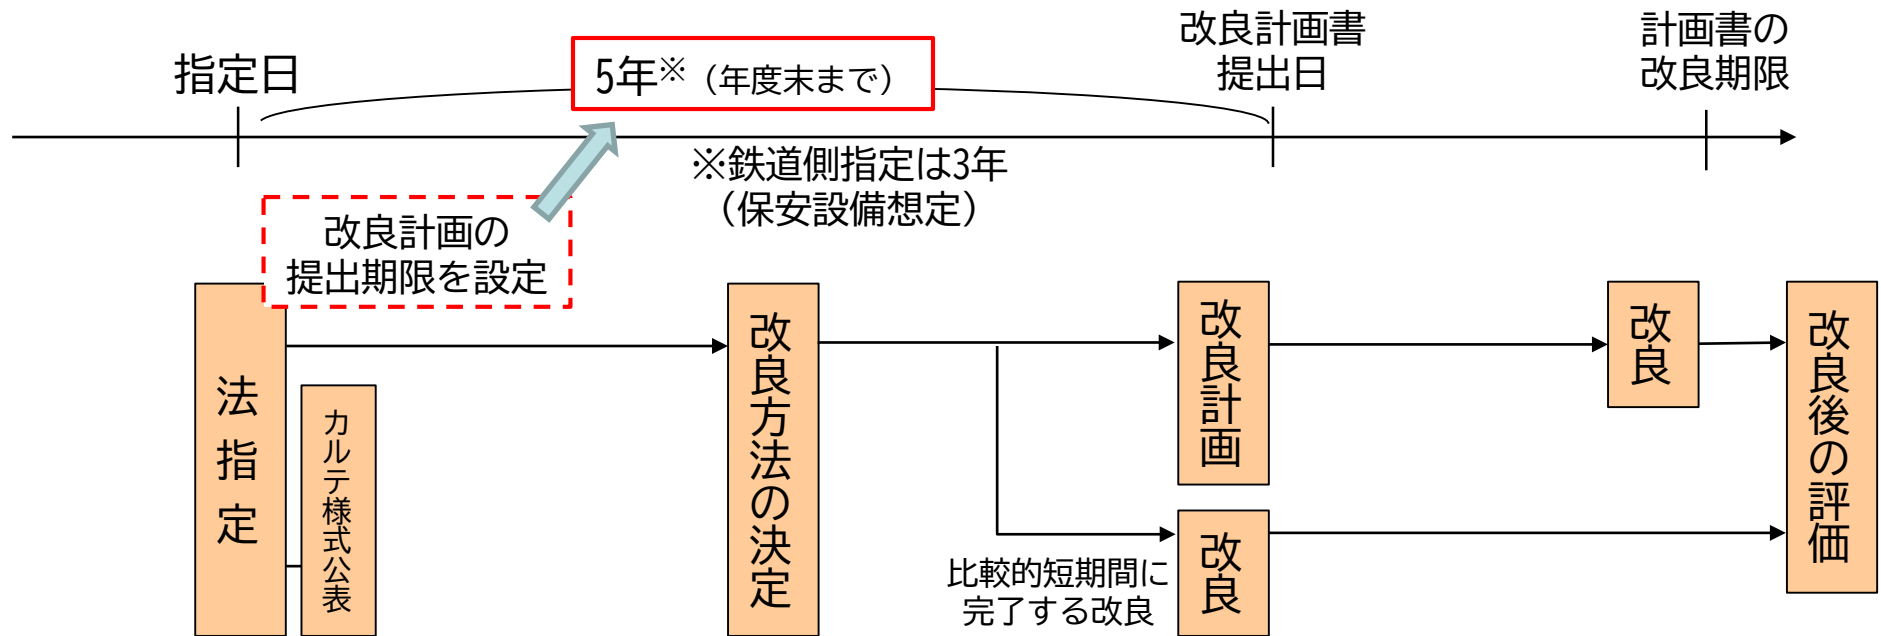 指定日
5年※（年度末まで）
改良計画書
提出日
計画書の
改良期限
※鉄道側指定は3年
（保安設備想定）
改良計画の
提出期限を設定
法指定
カルテ様式公表
改良方法の決定
改良計画
改良
改良後の評価
比較的短期間に
完了する改良
改良